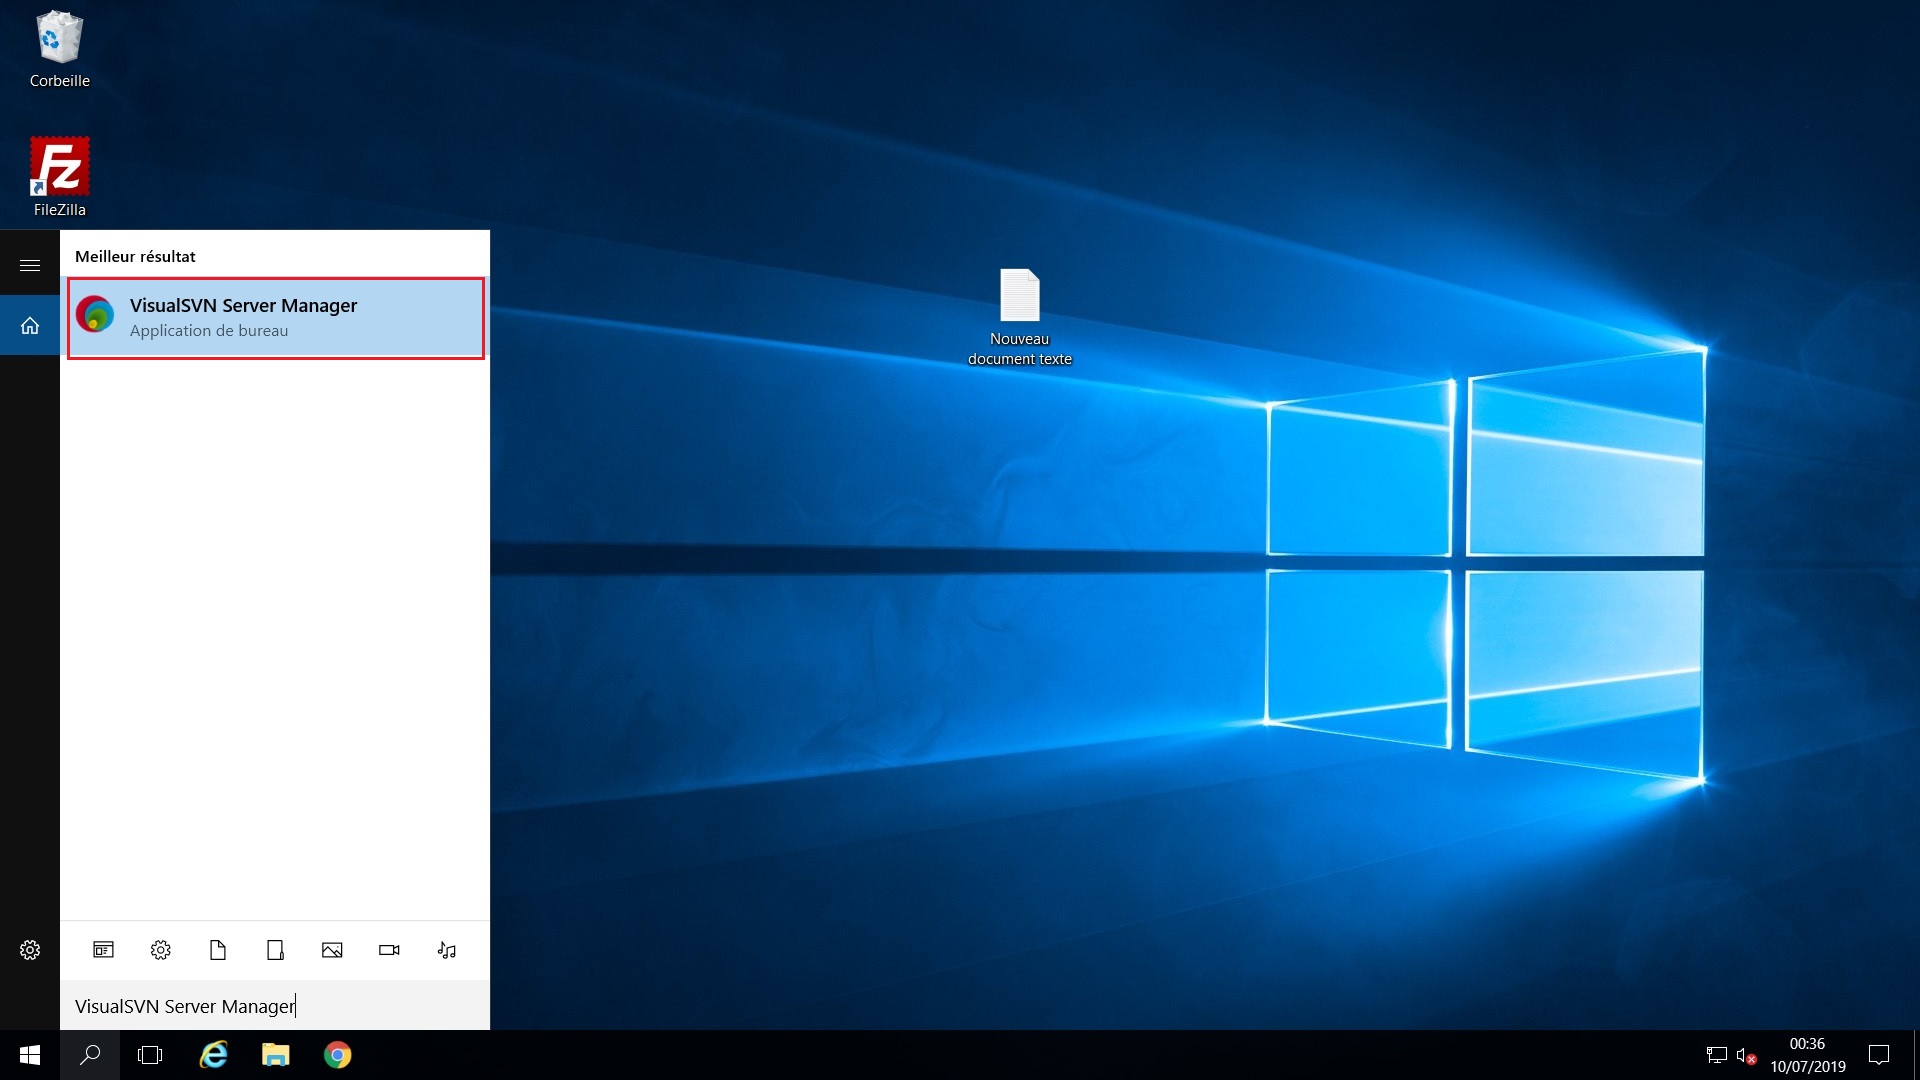 Corbeille
FileZilla
Meilleur résultat
VisualSVN Server Manager
Application de bureau
Nouveau
document texte
VisualSVN Server Manager
00:36
10/07/2019